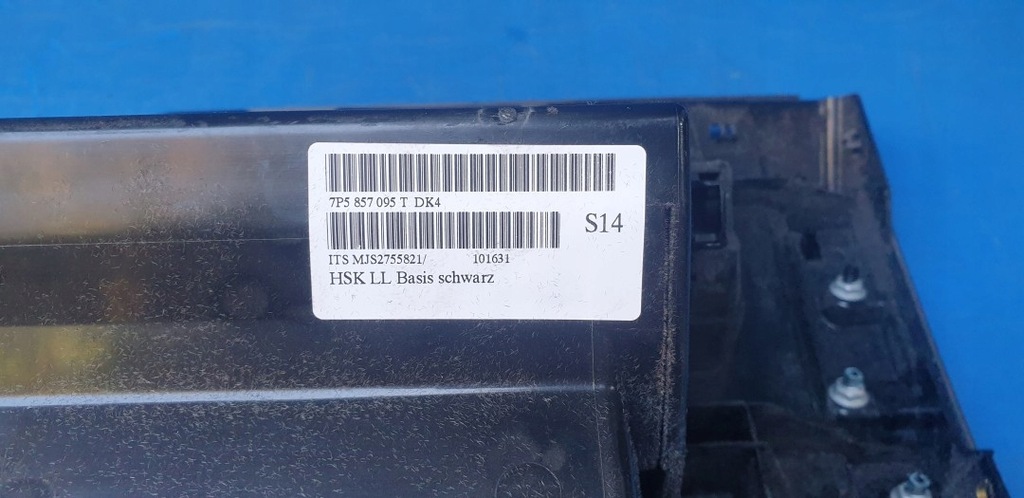 7P5 857 095 T DK4
S14
ITS MJS2755821/ 101631
HSK LL Basis schwarz